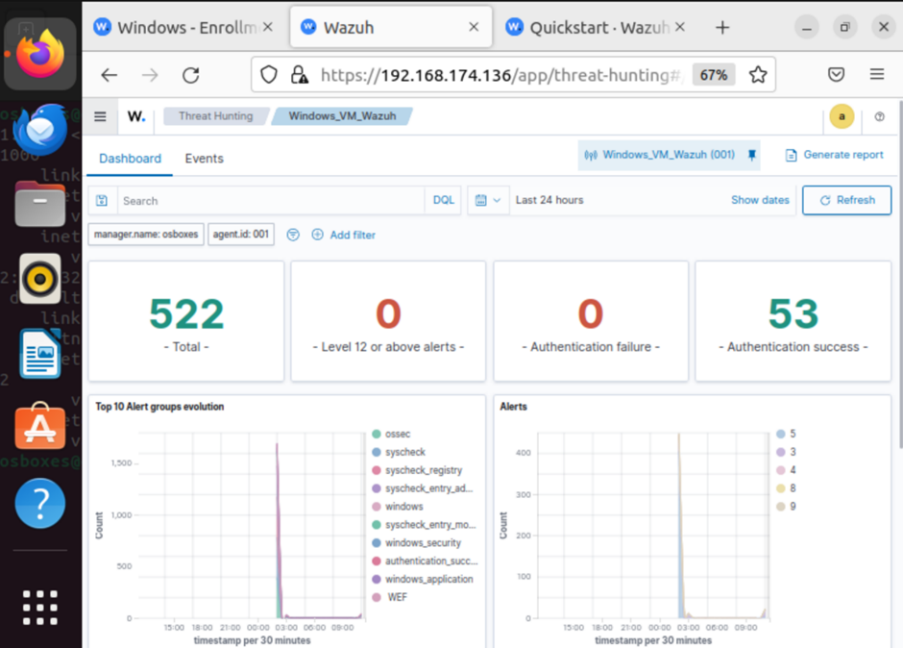 Windows - Enrollm
Wazuh
Quickstart · Wazuh
https://192.168.174.136/app/threat-hunting#
67%
W.
Threat Hunting
Windows_VM_Wazuh
a
Dashboard
Events
Windows_VM_Wazuh (001)
Generate report
Search
DQL
Last 24 hours
Show dates
Refresh
manager.name: osboxes
agent.id: 001
Add filter
522
- Total -
0
- Level 12 or above alerts -
0
- Authentication failure -
53
- Authentication success -
Top 10 Alert groups evolution
1,500
1,000
500
0
Count
15:00 18:00 21:00 00:00 03:00 06:00 09:00
timestamp per 30 minutes
ossec
syscheck
syscheck_registry
syscheck_entry_ad...
windows
syscheck_entry_mo...
windows_security
authentication_succ...
windows_application
WEF
Alerts
400
300
200
100
0
Count
15:00 18:00 21:00 00:00 03:00 06:00 09:00
timestamp per 30 minutes
5
3
4
8
9
link
inet
link
osboxes@